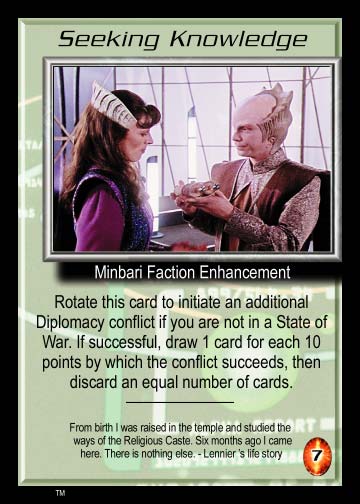 Seeking Knowledge
Minbari Faction Enhancement
Rotate this card to initiate an additional
Diplomacy conflict if you are not in a State of
War. If successful, draw 1 card for each 10
points by which the conflict succeeds, then
discard an equal number of cards.
From birth I was raised in the temple and studied the
ways of the Religious Caste. Six months ago I came
here. There is nothing else. - Lennier 's life story
7
TM